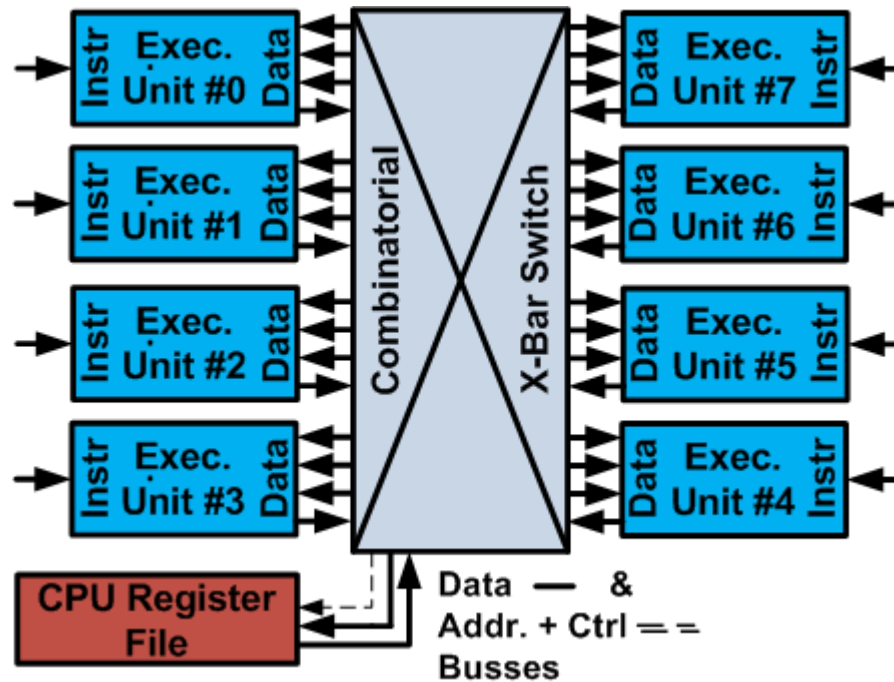 Instr
Exec.
Unit #0
Data
Instr
Exec.
Unit #1
Data
Instr
Exec.
Unit #2
Data
Instr
Exec.
Unit #3
Data
Combinatorial
X-Bar Switch
Data
Exec.
Unit #7
Instr
Data
Exec.
Unit #6
Instr
Data
Exec.
Unit #5
Instr
Data
Exec.
Unit #4
Instr
CPU Register
File
Data — &
Addr. + Ctrl = =
Busses